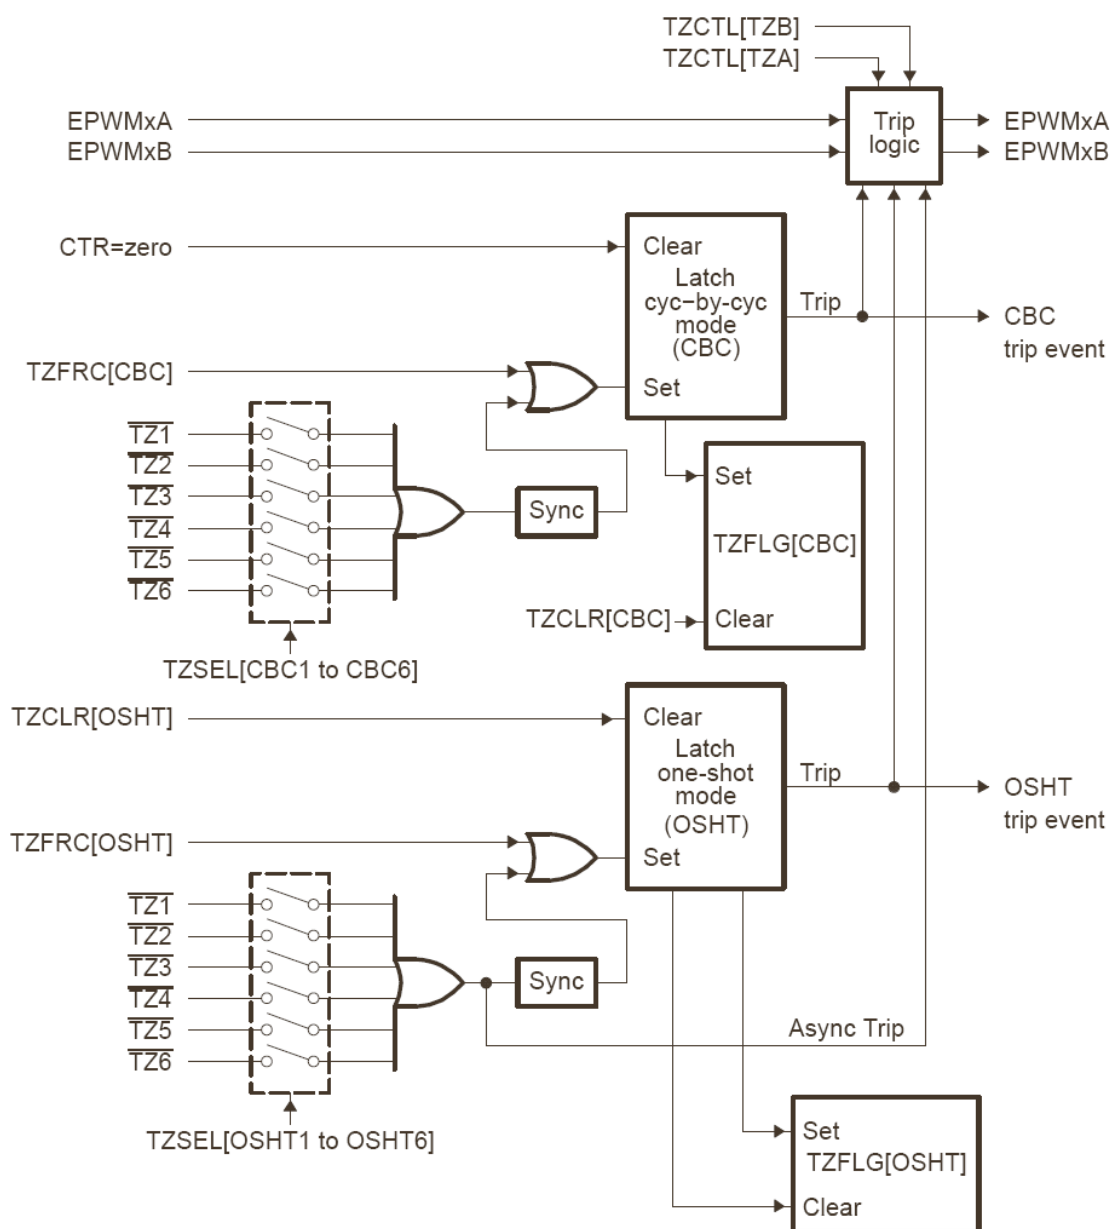 TZCTL[TZB]
TZCTL[TZA]
EPWMxA
EPWMxB
Trip
logic
EPWMxA
EPWMxB
CTR=zero
Clear
Latch
cyc−by-cyc
mode
(CBC)
Set
Trip
CBC
trip event
TZFRC[CBC]
TZ1
TZ2
TZ3
TZ4
TZ5
TZ6
Sync
Set
TZFLG[CBC]
Clear
TZCLR[CBC]
TZSEL[CBC1 to CBC6]
TZCLR[OSHT]
Clear
Latch
one-shot
mode
(OSHT)
Set
Trip
OSHT
trip event
TZFRC[OSHT]
TZ1
TZ2
TZ3
TZ4
TZ5
TZ6
Sync
Async Trip
TZSEL[OSHT1 to OSHT6]
Set
TZFLG[OSHT]
Clear